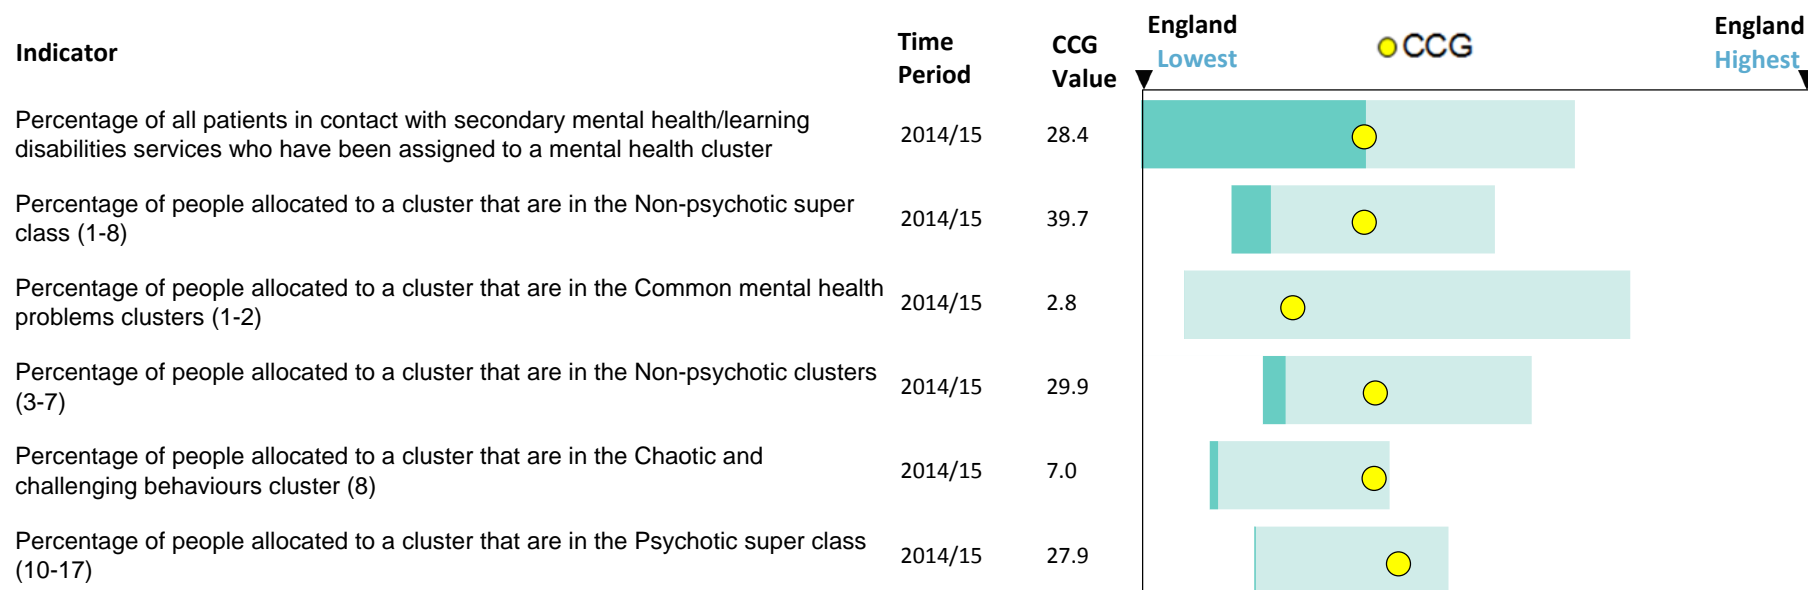 Indicator
Time Period
CCG Value
England Lowest
CCG
England Highest
Percentage of all patients in contact with secondary mental health/learning
disabilities services who have been assigned to a mental health cluster
2014/15
28.4
Percentage of people allocated to a cluster that are in the Non-psychotic super
class (1-8)
2014/15
39.7
Percentage of people allocated to a cluster that are in the Common mental health
problems clusters (1-2)
2014/15
2.8
Percentage of people allocated to a cluster that are in the Non-psychotic clusters
(3-7)
2014/15
29.9
Percentage of people allocated to a cluster that are in the Chaotic and
challenging behaviours cluster (8)
2014/15
7.0
Percentage of people allocated to a cluster that are in the Psychotic super class
(10-17)
2014/15
27.9